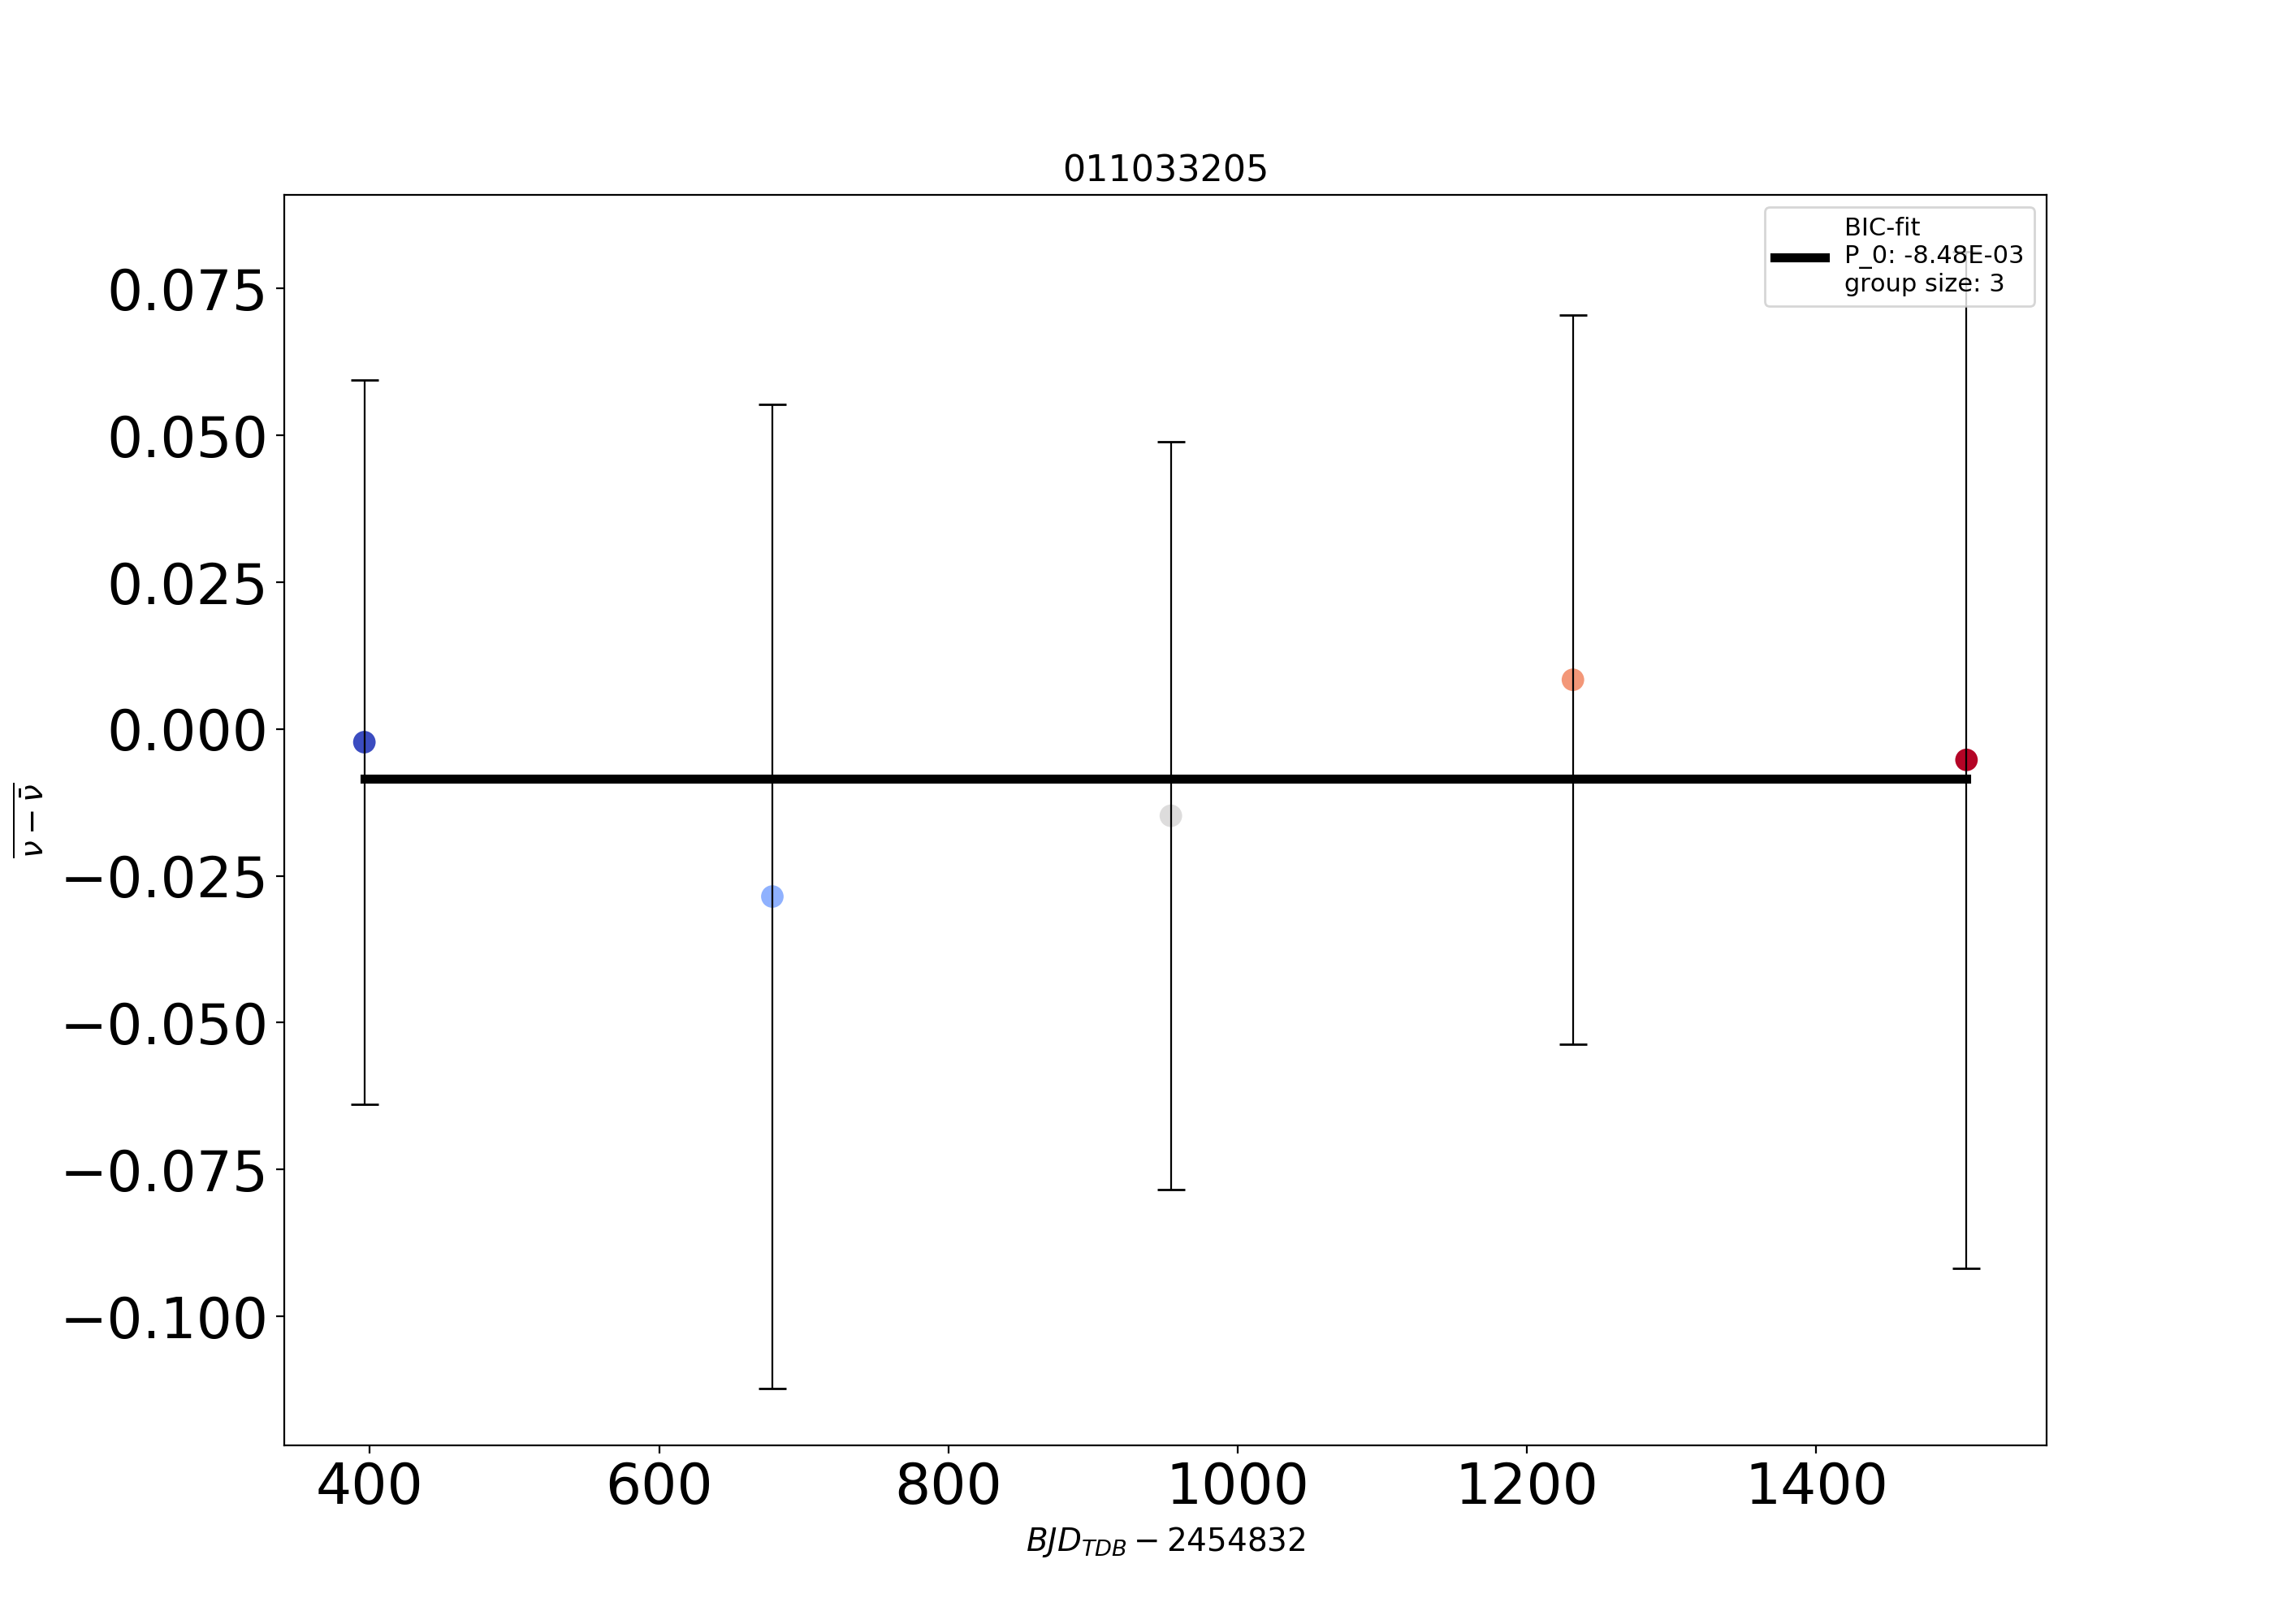 011033205
BIC-fit
P_0: -8.48E-03
group size: 3
0.075
0.050
0.025
0.000
−0.025
−0.050
−0.075
−0.100
ν − ν̄
400 600 800 1000 1200 1400
BJD_TDB − 2454832